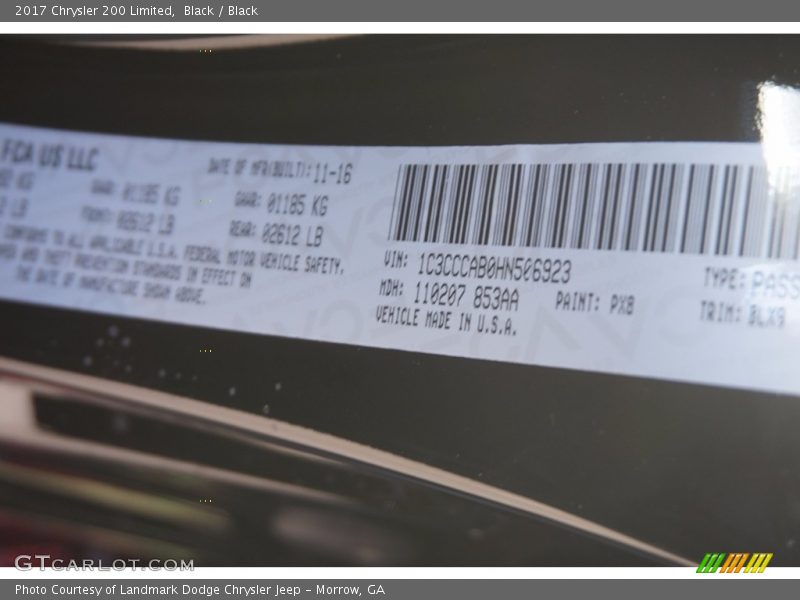 2017 Chrysler 200 Limited, Black / Black
FCA US LLC
DATE OF MFR(BUILT): 11-16
KG
GAWR: 01185 KG
GAWR: 01185 KG
LB
FRONT: 02612 LB
REAR: 02612 LB
CONFORMS TO ALL APPLICABLE U.S.A. FEDERAL MOTOR VEHICLE SAFETY,
AND THEFT PREVENTION STANDARDS IN EFFECT ON
THE DATE OF MANUFACTURE SHOWN ABOVE.
VIN: 1C3CCCAB0HN506923
MDH: 110207 853AA
PAINT: PX8
VEHICLE MADE IN U.S.A.
TYPE: PASS
TRIM: BLX9
GTCARLOT.COM
Photo Courtesy of Landmark Dodge Chrysler Jeep – Morrow, GA